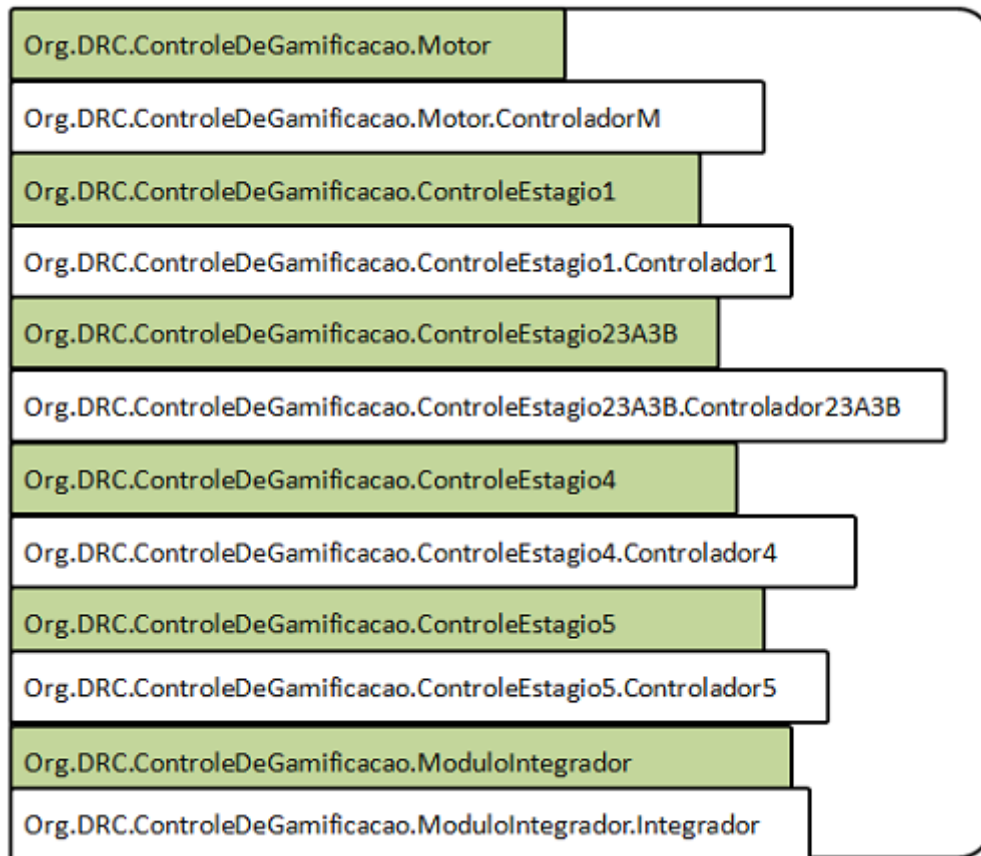 Org.DRC.ControleDeGamificacao.Motor
Org.DRC.ControleDeGamificacao.Motor.ControladorM
Org.DRC.ControleDeGamificacao.ControleEstagio1
Org.DRC.ControleDeGamificacao.ControleEstagio1.Controlador1
Org.DRC.ControleDeGamificacao.ControleEstagio23A3B
Org.DRC.ControleDeGamificacao.ControleEstagio23A3B.Controlador23A3B
Org.DRC.ControleDeGamificacao.ControleEstagio4
Org.DRC.ControleDeGamificacao.ControleEstagio4.Controlador4
Org.DRC.ControleDeGamificacao.ControleEstagio5
Org.DRC.ControleDeGamificacao.ControleEstagio5.Controlador5
Org.DRC.ControleDeGamificacao.ModuloIntegrador
Org.DRC.ControleDeGamificacao.ModuloIntegrador.Integrador